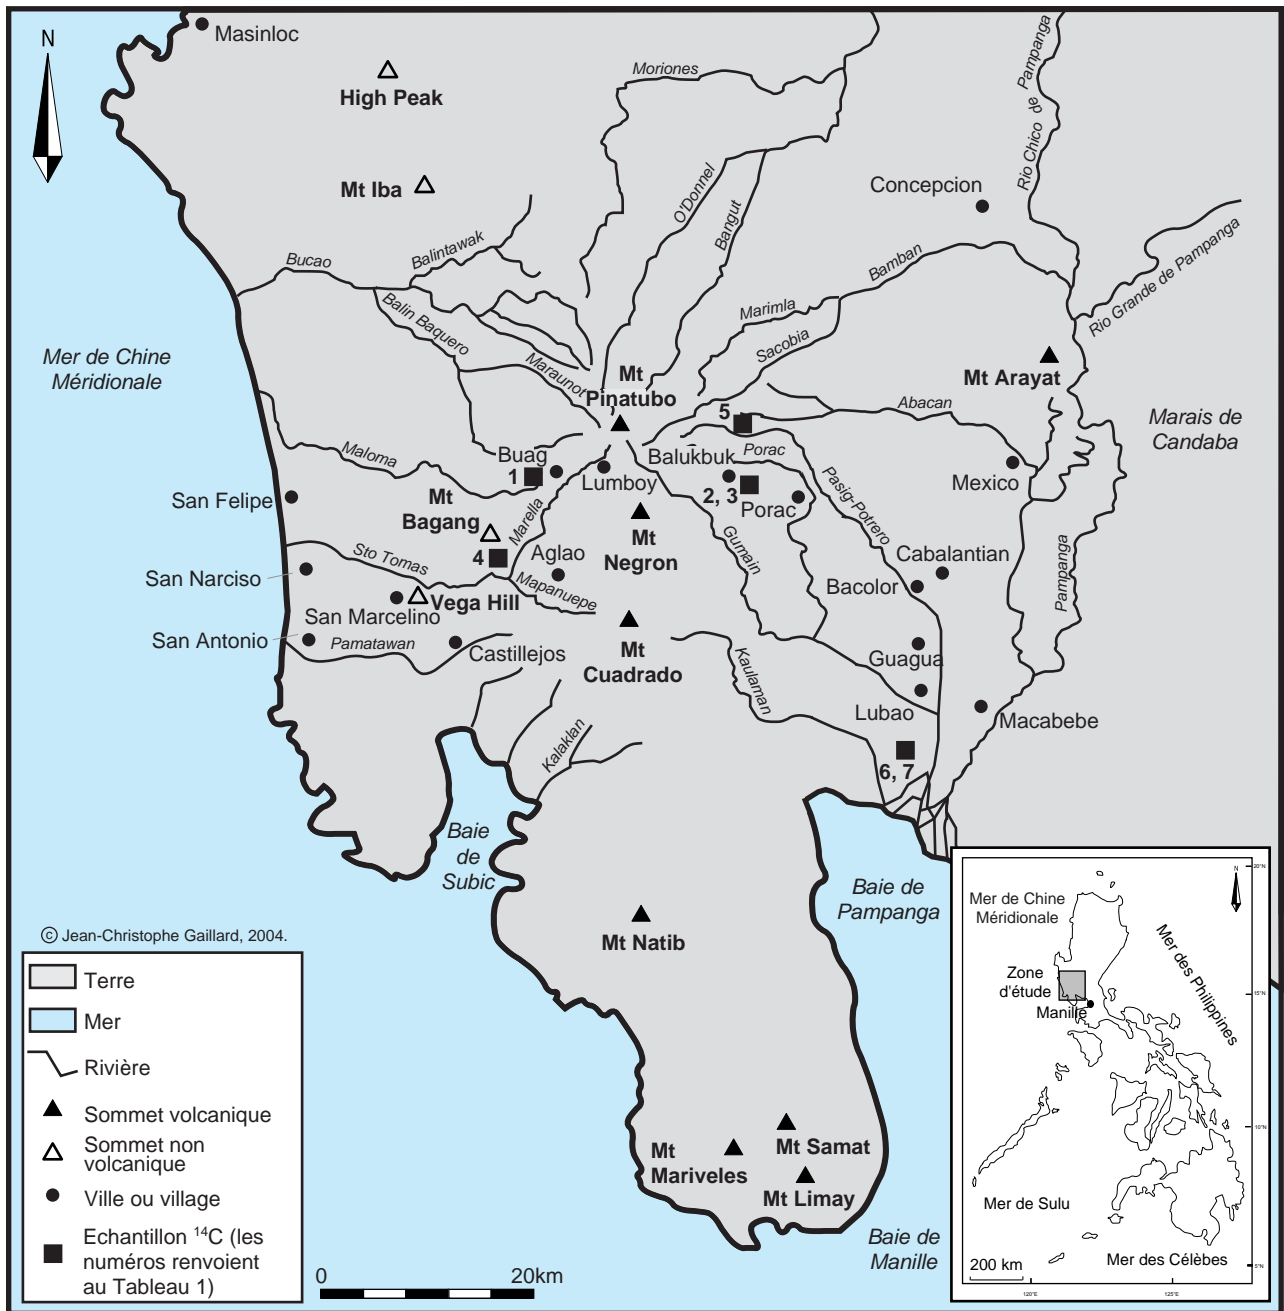 Masinloc
N
High Peak
Moriones
Rio Chico de Pampanga
Mt Iba
O'Donnel
Bangut
Concepcion
Balintawak
Bucao
Bamban
Rio Grande de Pampanga
Balin Baquero
Marimla
Sacobia
Mer de Chine
Méridionale
Maraunot
Mt
Pinatubo
Mt Arayat
5
Abacan
Marais de
Candaba
Maloma
Buag
1
Lumboy
Balukbuk
Porac
2, 3
Porac
Pasig-Potrero
Mexico
San Felipe
Mt
Bagang
Marella
Mt
Negron
Gumain
4
Aglao
Sto Tomas
Mapanuepe
Cabalantian
Bacolor
Pampanga
San Narciso
San Marcelino
Vega Hill
San Antonio
Pamatawan
Castillejos
Mt
Cuadrado
Kaulaman
Guagua
Lubao
Macabebe
Kalaklan
6, 7
Baie
de
Subic
Baie de
Pampanga
Mt Natib
© Jean-Christophe Gaillard, 2004.
Terre
Mer
Rivière
Sommet volcanique
Sommet non
volcanique
Ville ou village
Echantillon ¹⁴C (les
numéros renvoient
au Tableau 1)
Mt
Mariveles
Mt Samat
Mt Limay
Baie de
Manille
0
20km
N
20°N
Mer de Chine
Méridionale
Mer des Philippines
Zone
d'étude
15°N
Manille
10°N
Mer de Sulu
Mer des Célèbes
200 km
5°N
120°E
125°E